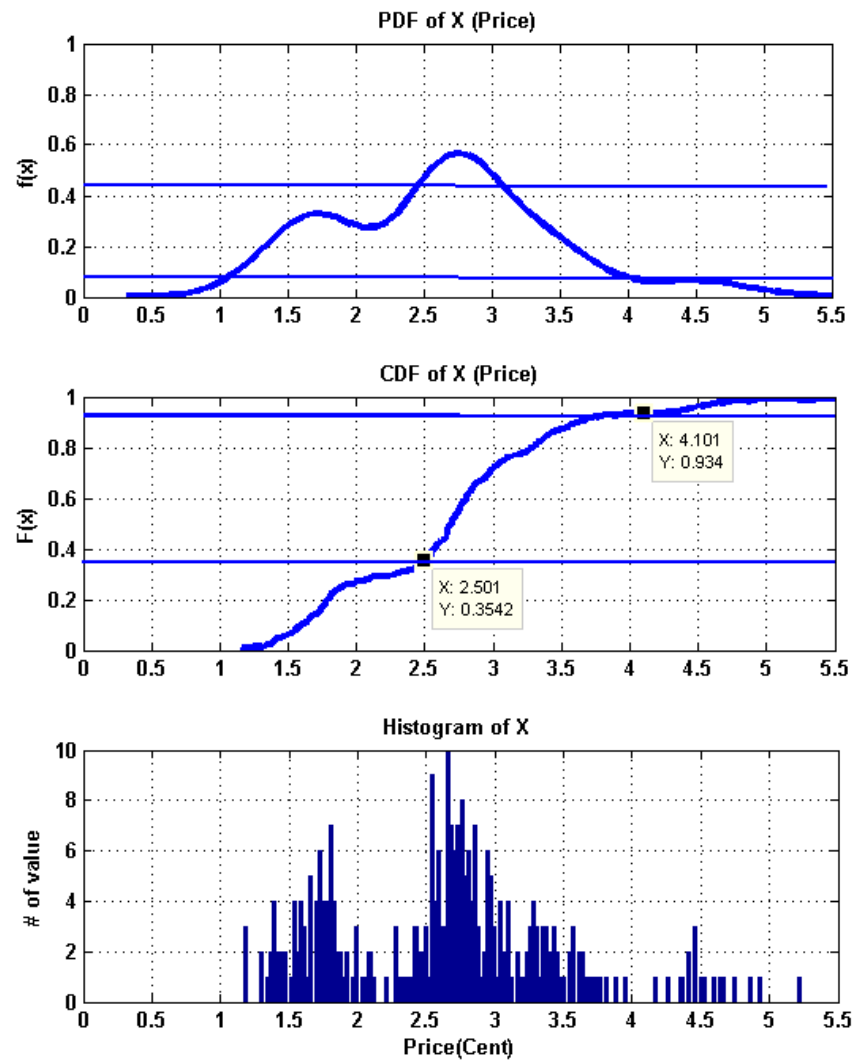 PDF of X (Price)
1
0.8
0.6
0.4
0.2
0
f(x)
0 0.5 1 1.5 2 2.5 3 3.5 4 4.5 5 5.5
CDF of X (Price)
1
0.8
0.6
0.4
0.2
0
F(x)
X: 4.101
Y: 0.934
X: 2.501
Y: 0.3542
0 0.5 1 1.5 2 2.5 3 3.5 4 4.5 5 5.5
Histogram of X
10
8
6
4
2
0
# of value
0 0.5 1 1.5 2 2.5 3 3.5 4 4.5 5 5.5
Price(Cent)